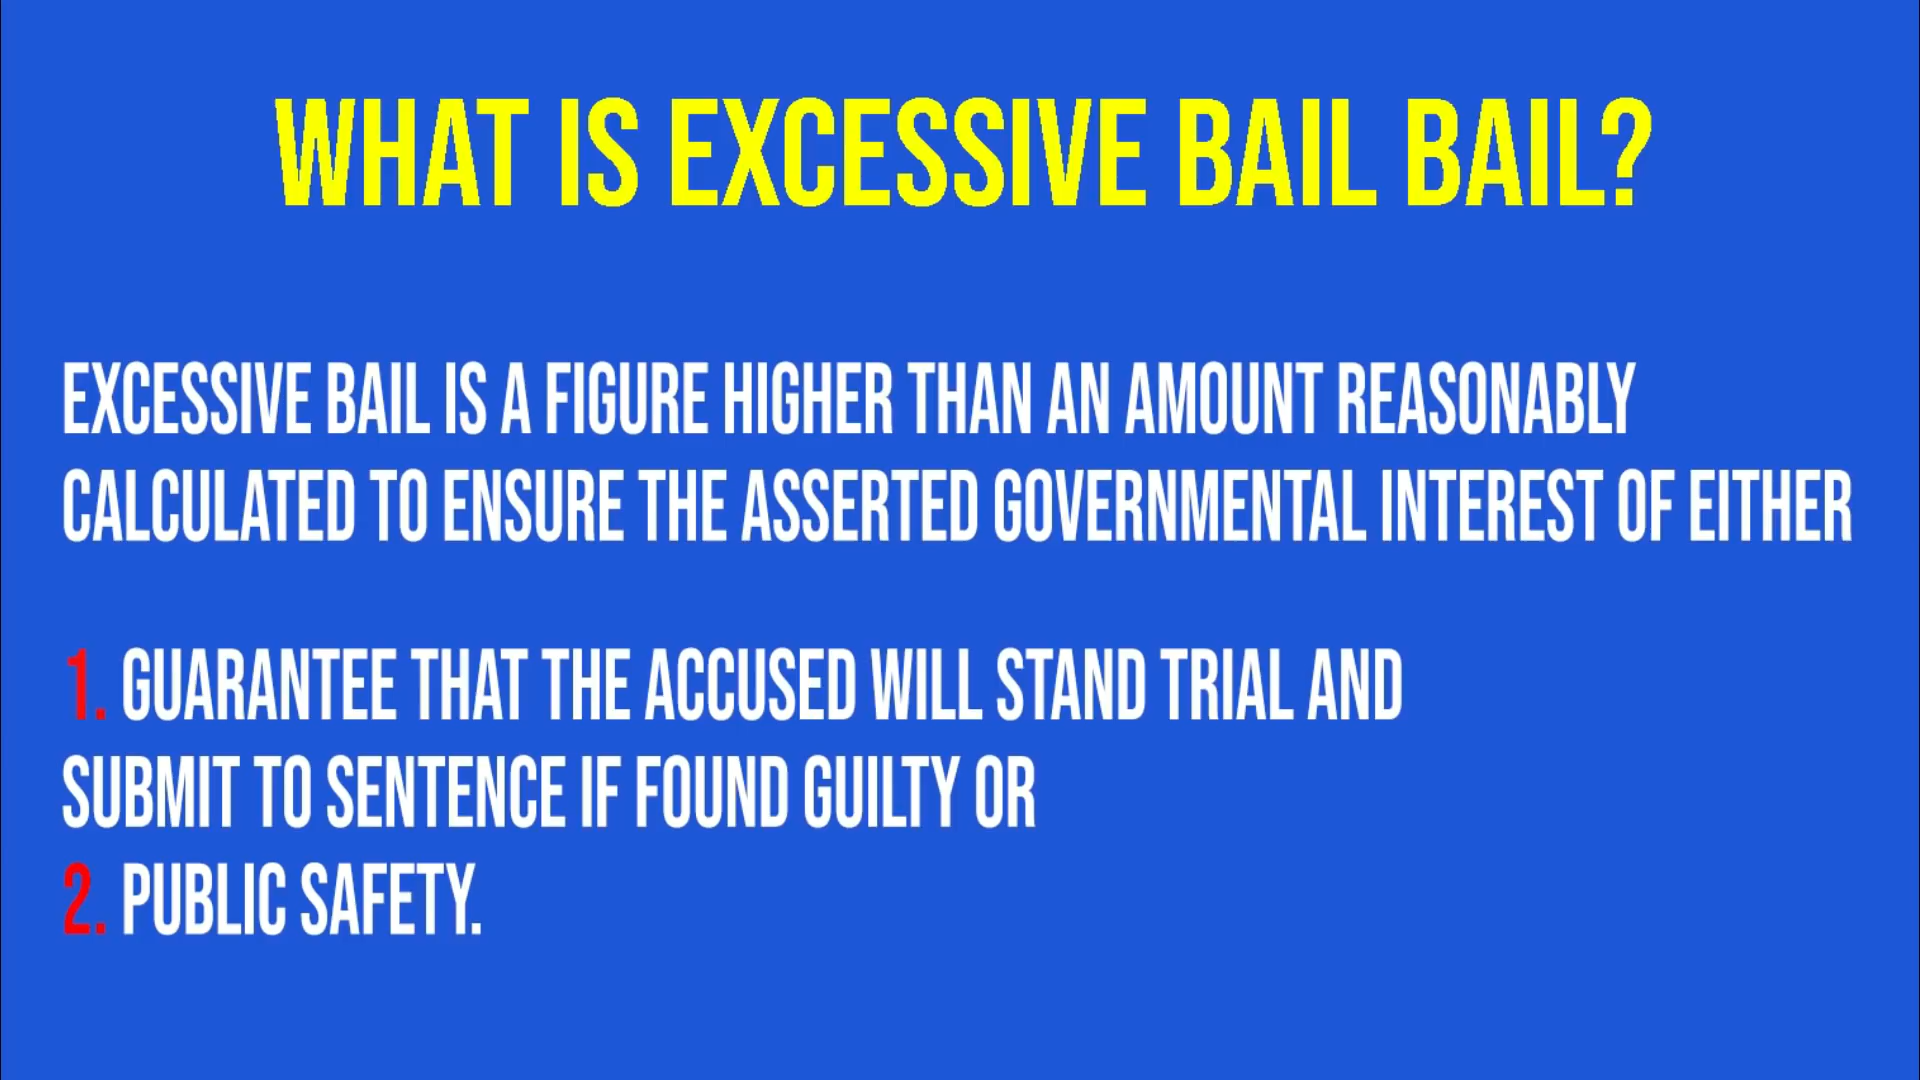 WHAT IS EXCESSIVE BAIL BAIL?
EXCESSIVE BAIL IS A FIGURE HIGHER THAN AN AMOUNT REASONABLY
CALCULATED TO ENSURE THE ASSERTED GOVERNMENTAL INTEREST OF EITHER
1. GUARANTEE THAT THE ACCUSED WILL STAND TRIAL AND
SUBMIT TO SENTENCE IF FOUND GUILTY OR
2. PUBLIC SAFETY.